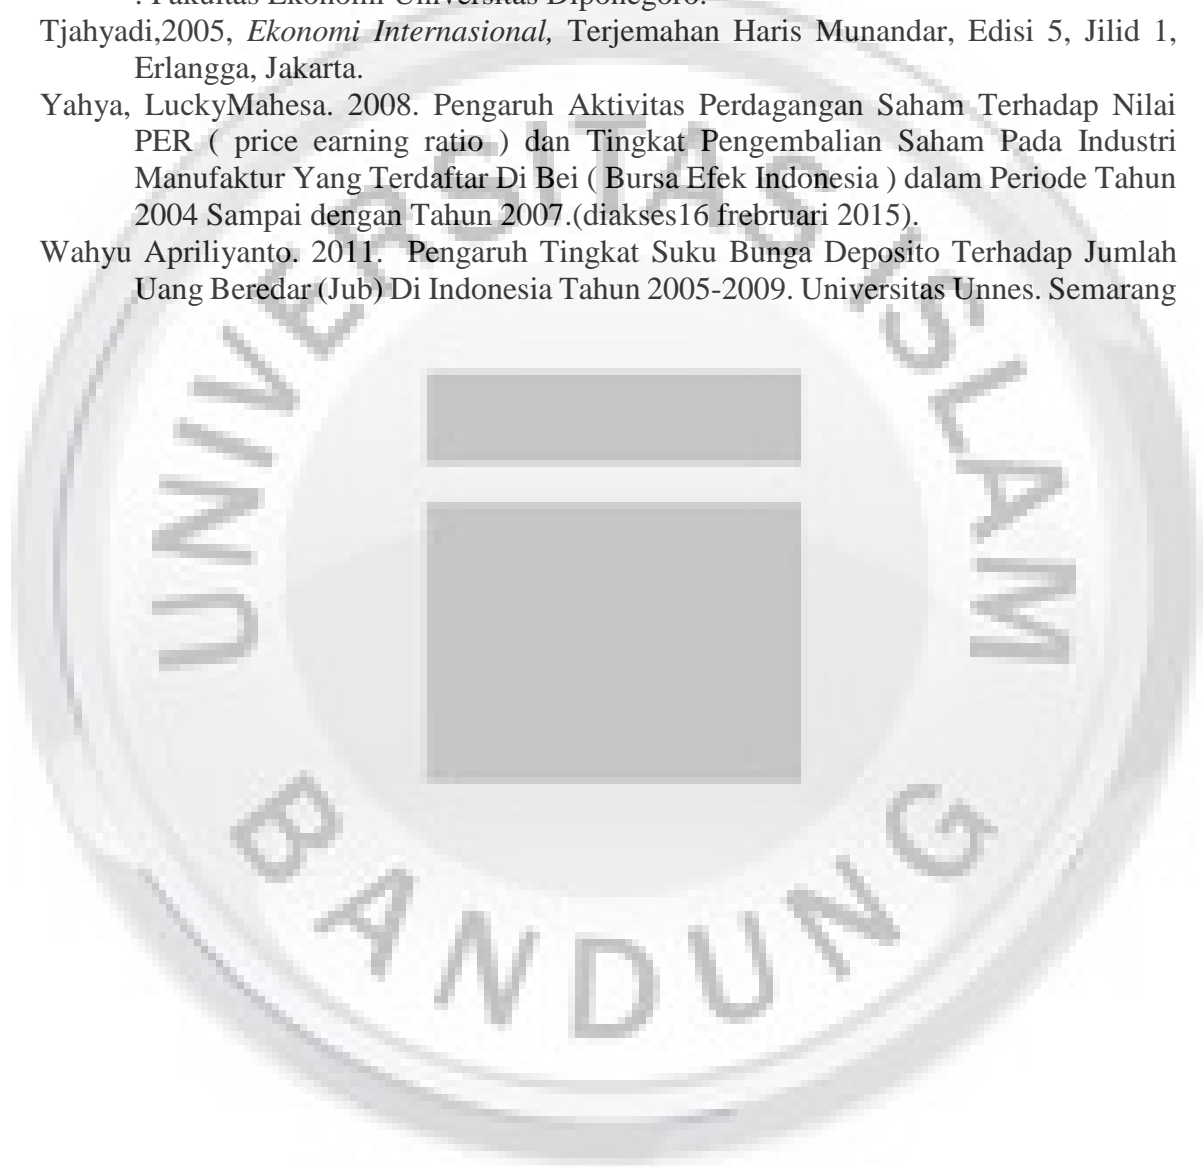 . Fakultas Ekonomi Universitas Diponegoro.
Tjahyadi,2005, Ekonomi Internasional, Terjemahan Haris Munandar, Edisi 5, Jilid 1,
Erlangga, Jakarta.
Yahya, LuckyMahesa. 2008. Pengaruh Aktivitas Perdagangan Saham Terhadap Nilai
PER ( price earning ratio ) dan Tingkat Pengembalian Saham Pada Industri
Manufaktur Yang Terdaftar Di Bei ( Bursa Efek Indonesia ) dalam Periode Tahun
2004 Sampai dengan Tahun 2007.(diakses16 frebruari 2015).
Wahyu Apriliyanto. 2011. Pengaruh Tingkat Suku Bunga Deposito Terhadap Jumlah
Uang Beredar (Jub) Di Indonesia Tahun 2005-2009. Universitas Unnes. Semarang
UNIVERSITAS ISLAM
BANDUNG